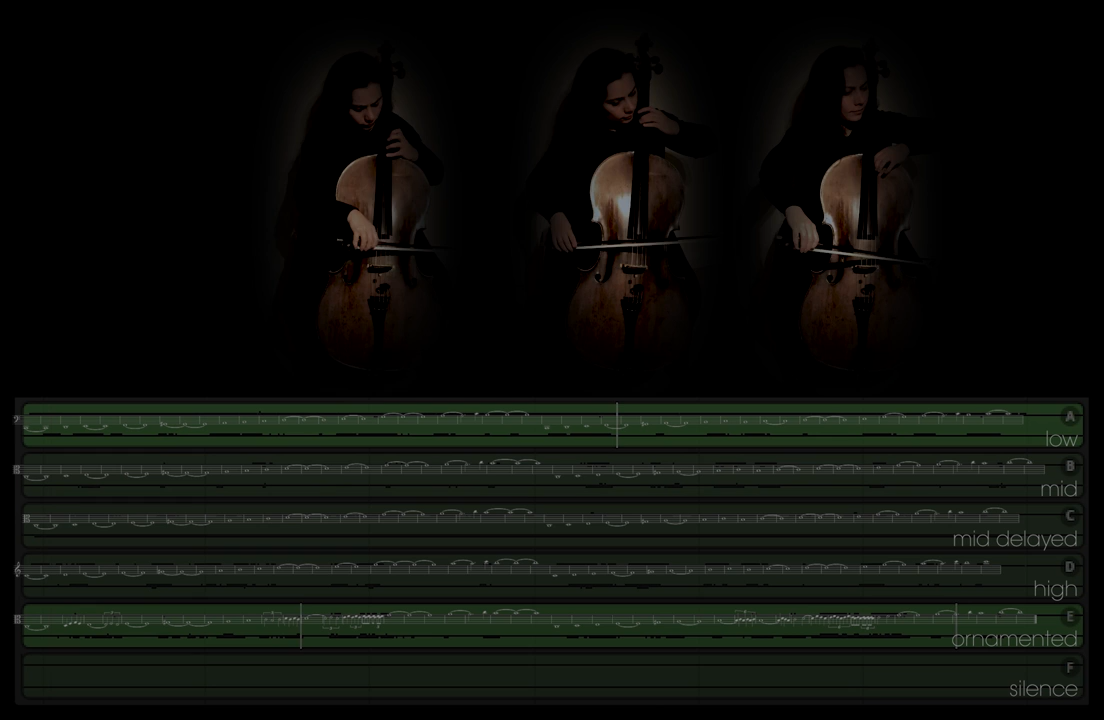 A
low
B
mid
C
mid delayed
D
high
E
ornamented
F
silence